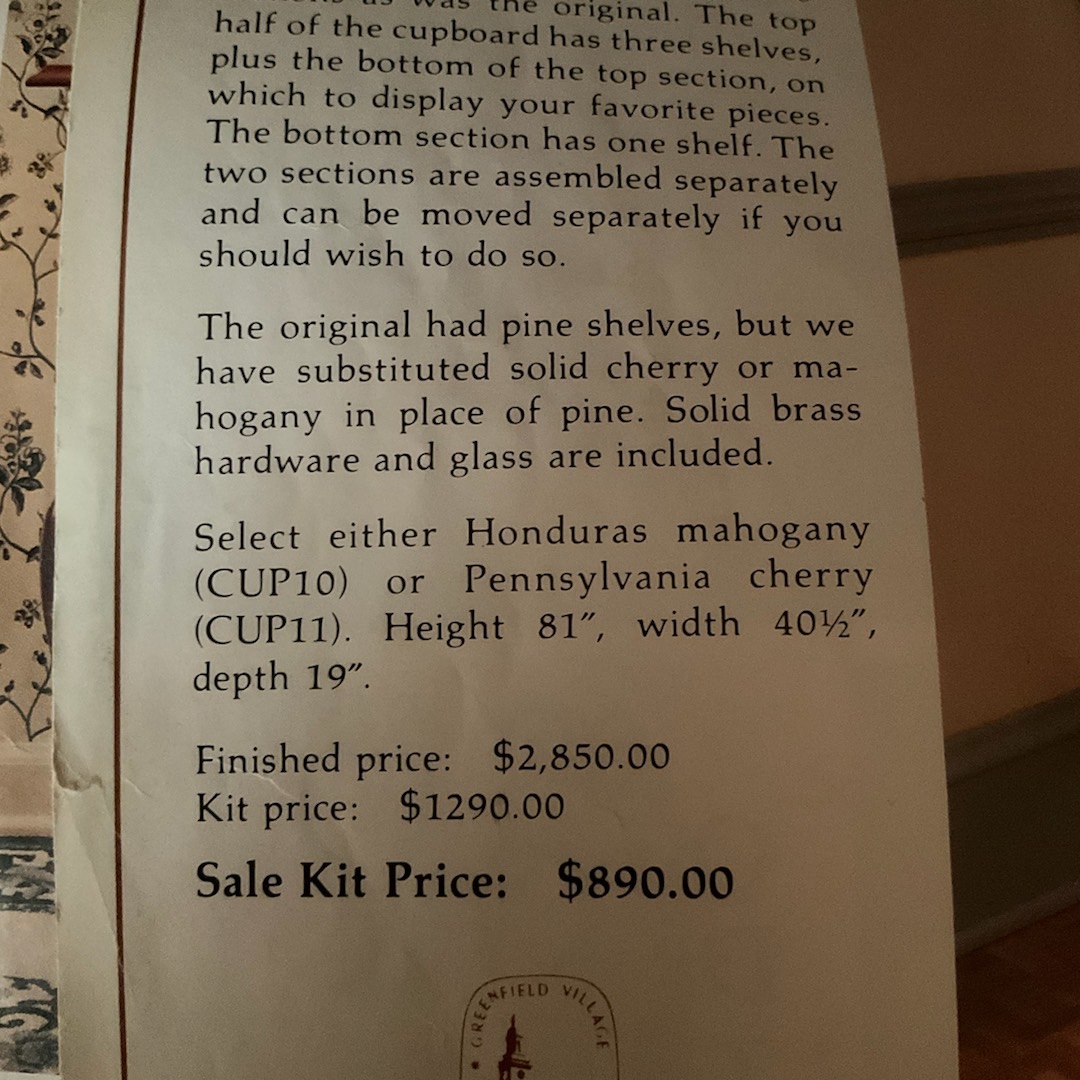 as was the original. The top
half of the cupboard has three shelves,
plus the bottom of the top section, on
which to display your favorite pieces.
The bottom section has one shelf. The
two sections are assembled separately
and can be moved separately if you
should wish to do so.
The original had pine shelves, but we
have substituted solid cherry or ma-
hogany in place of pine. Solid brass
hardware and glass are included.
Select either Honduras mahogany
(CUP10) or Pennsylvania cherry
(CUP11). Height 81″, width 40½″,
depth 19″.
Finished price: $2,850.00
Kit price: $1290.00
Sale Kit Price: $890.00
• GREENFIELD VILLAGE